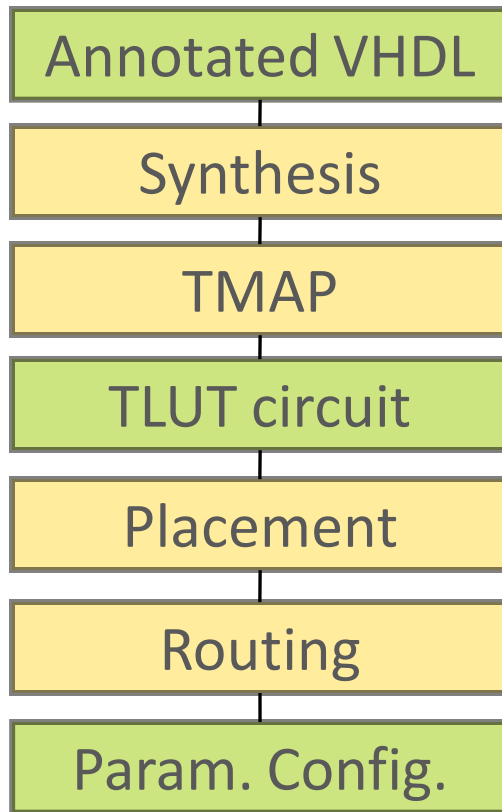 Annotated VHDL
Synthesis
TMAP
TLUT circuit
Placement
Routing
Param. Config.